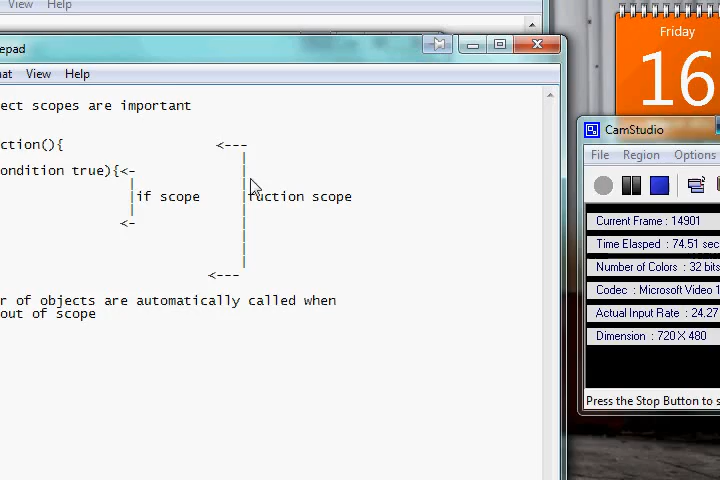 View Help
Friday
16
epad
at View Help
CamStudio
File Region Options
ect scopes are important
ction(){ <---
ondition true){<-
|if scope |ruction scope
<-
<---
r of objects are automatically called when
out of scope
Current Frame : 14901
Time Elasped : 74.51 sec
Number of Colors : 32 bits
Codec : Microsoft Video 1
Actual Input Rate : 24.27
Dimension : 720 X 480
Press the Stop Button to s